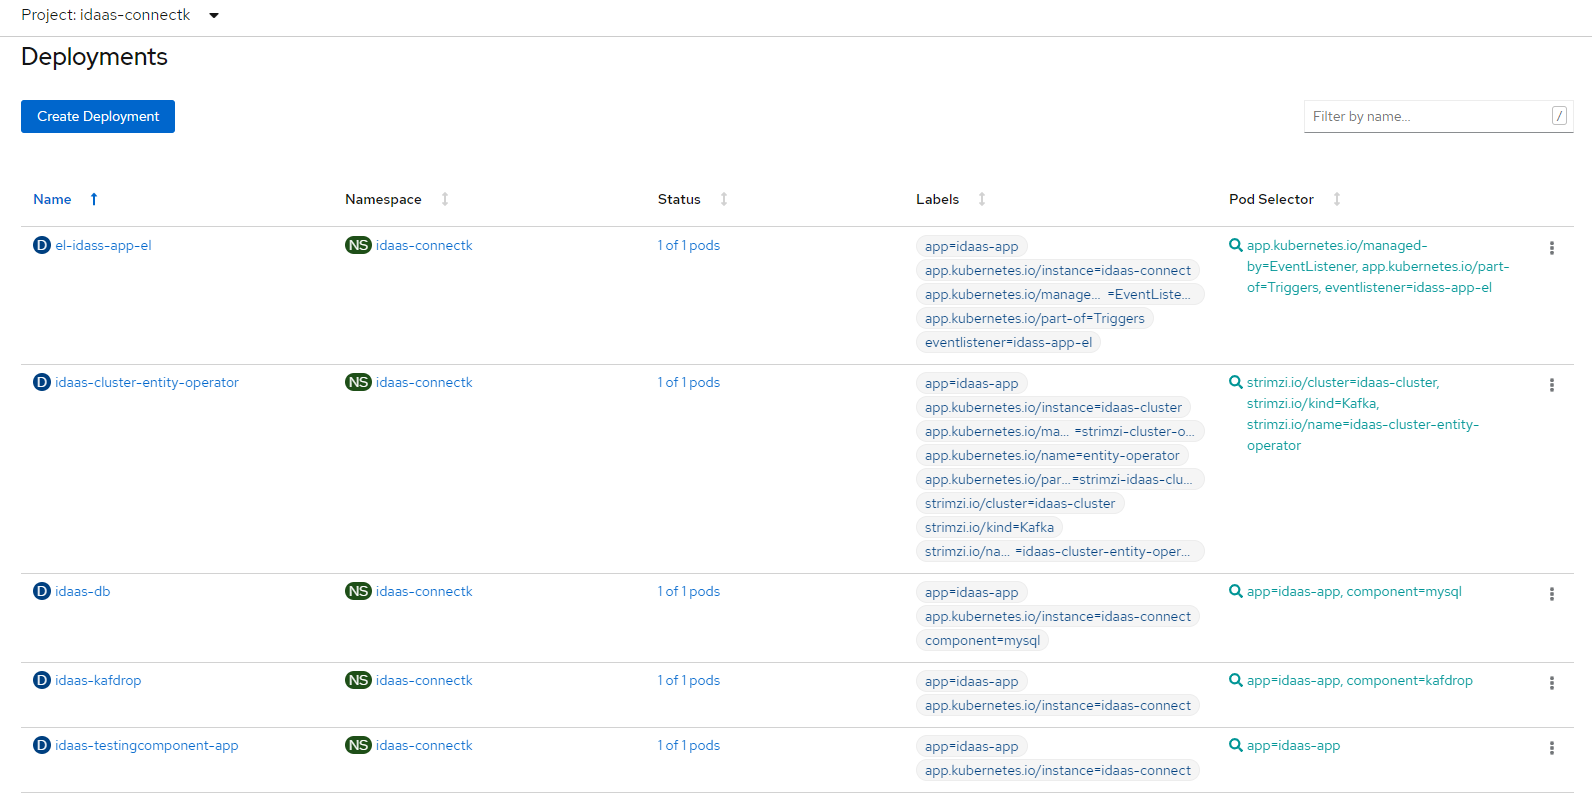 Project: idaas-connectk
Deployments
Create Deployment
Filter by name...
/
Name Namespace Status Labels Pod Selector
D el-idass-app-el
NS idaas-connectk
1 of 1 pods
app=idaas-app
app.kubernetes.io/instance=idaas-connect
app.kubernetes.io/manage... =EventListe...
app.kubernetes.io/part-of=Triggers
eventlistener=idass-app-el
app.kubernetes.io/managed-
by=EventListener, app.kubernetes.io/part-
of=Triggers, eventlistener=idass-app-el
D idaas-cluster-entity-operator
NS idaas-connectk
1 of 1 pods
app=idaas-app
app.kubernetes.io/instance=idaas-cluster
app.kubernetes.io/ma... =strimzi-cluster-o...
app.kubernetes.io/name=entity-operator
app.kubernetes.io/par...=strimzi-idaas-clu...
strimzi.io/cluster=idaas-cluster
strimzi.io/kind=Kafka
strimzi.io/na... =idaas-cluster-entity-oper...
strimzi.io/cluster=idaas-cluster,
strimzi.io/kind=Kafka,
strimzi.io/name=idaas-cluster-entity-
operator
D idaas-db
NS idaas-connectk
1 of 1 pods
app=idaas-app
app.kubernetes.io/instance=idaas-connect
component=mysql
app=idaas-app, component=mysql
D idaas-kafdrop
NS idaas-connectk
1 of 1 pods
app=idaas-app
app.kubernetes.io/instance=idaas-connect
app=idaas-app, component=kafdrop
D idaas-testingcomponent-app
NS idaas-connectk
1 of 1 pods
app=idaas-app
app.kubernetes.io/instance=idaas-connect
app=idaas-app